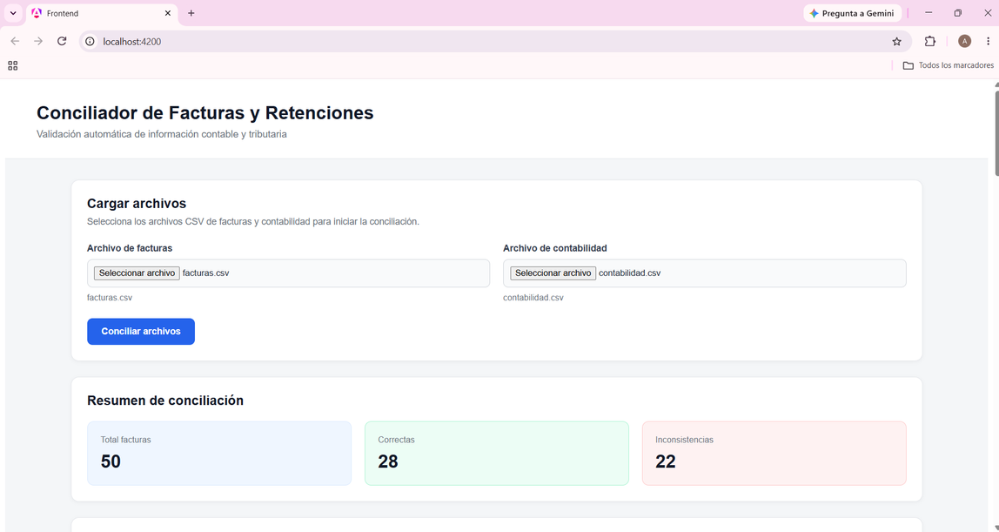 Frontend
Pregunta a Gemini
localhost:4200
A
Todos los marcadores
Conciliador de Facturas y Retenciones
Validación automática de información contable y tributaria
Cargar archivos
Selecciona los archivos CSV de facturas y contabilidad para iniciar la conciliación.
Archivo de facturas
Seleccionar archivo facturas.csv
facturas.csv
Archivo de contabilidad
Seleccionar archivo contabilidad.csv
contabilidad.csv
Conciliar archivos
Resumen de conciliación
Total facturas
50
Correctas
28
Inconsistencias
22